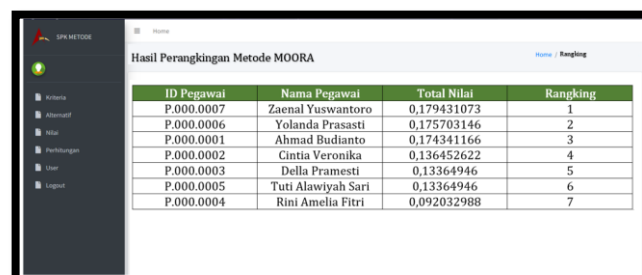 SPK METODE
Home
Hasil Perangkingan Metode MOORA
Home / Rangking
Kriteria
Alternatif
Nilai
Perhitungan
User
Logout
ID Pegawai Nama Pegawai Total Nilai Rangking
P.000.0007 Zaenal Yuswantoro 0,179431073 1
P.000.0006 Yolanda Prasasti 0,175703146 2
P.000.0001 Ahmad Budianto 0,174341166 3
P.000.0002 Cintia Veronika 0,136452622 4
P.000.0003 Della Pramesti 0,13364946 5
P.000.0005 Tuti Alawiyah Sari 0,13364946 6
P.000.0004 Rini Amelia Fitri 0,092032988 7